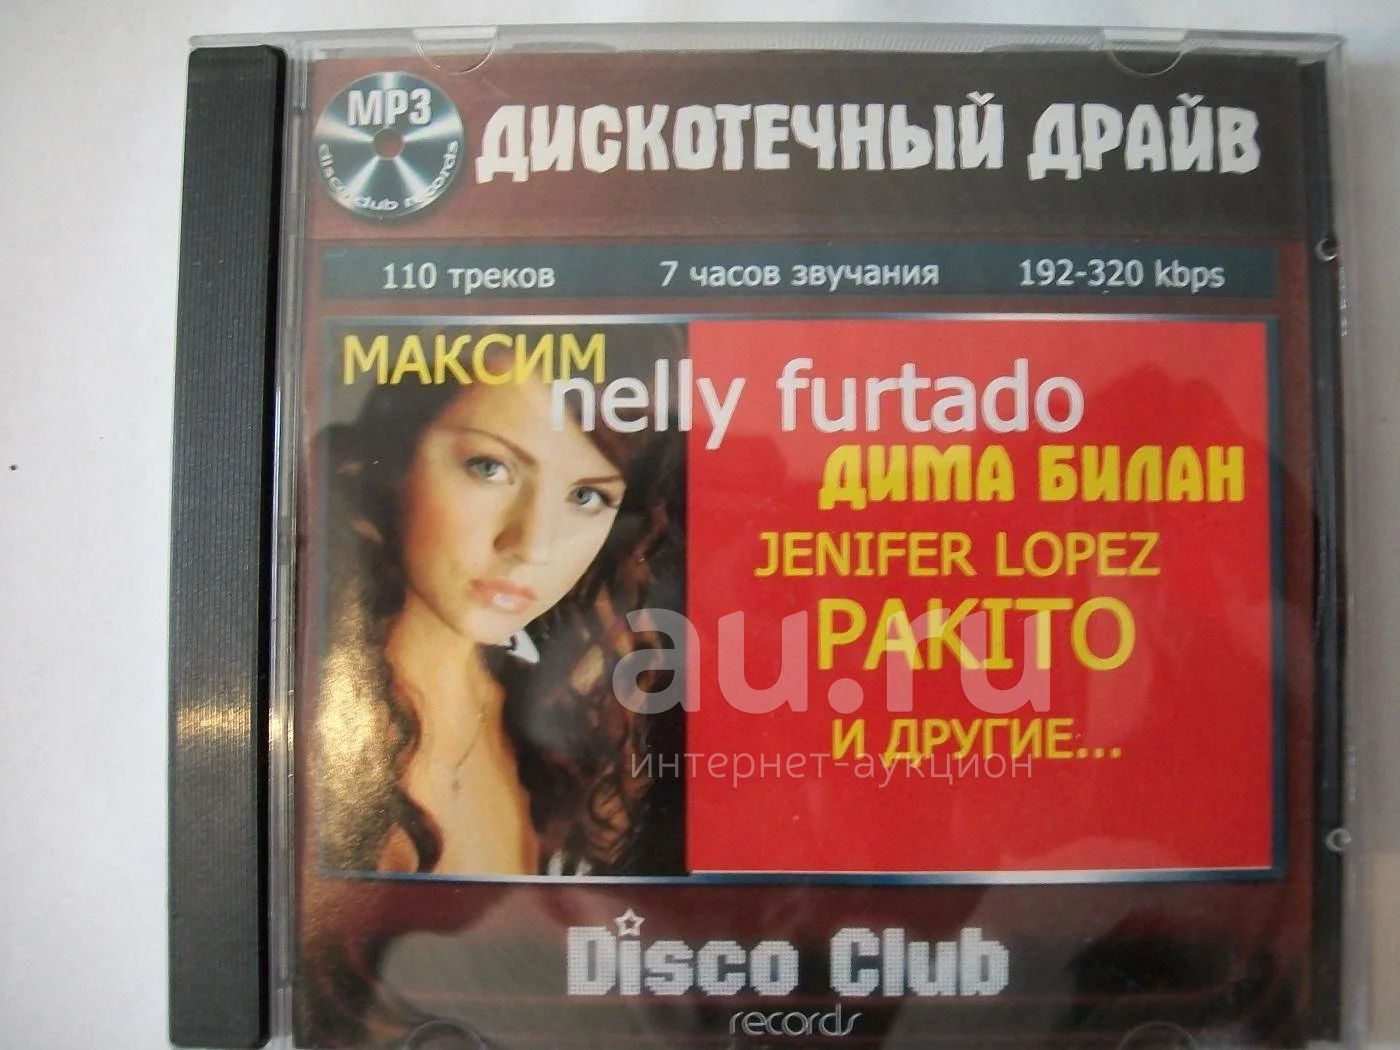 MP3
disco club records
ДИСКОТЕЧНЫЙ ДРАЙВ
110 треков 7 часов звучания 192-320 kbps
МАКСИМ
nelly furtado
ДИМА БИЛАН
JENIFER LOPEZ
PAKITO
И ДРУГИЕ...
au.ru
интернет-аукцион
Disco Club
records